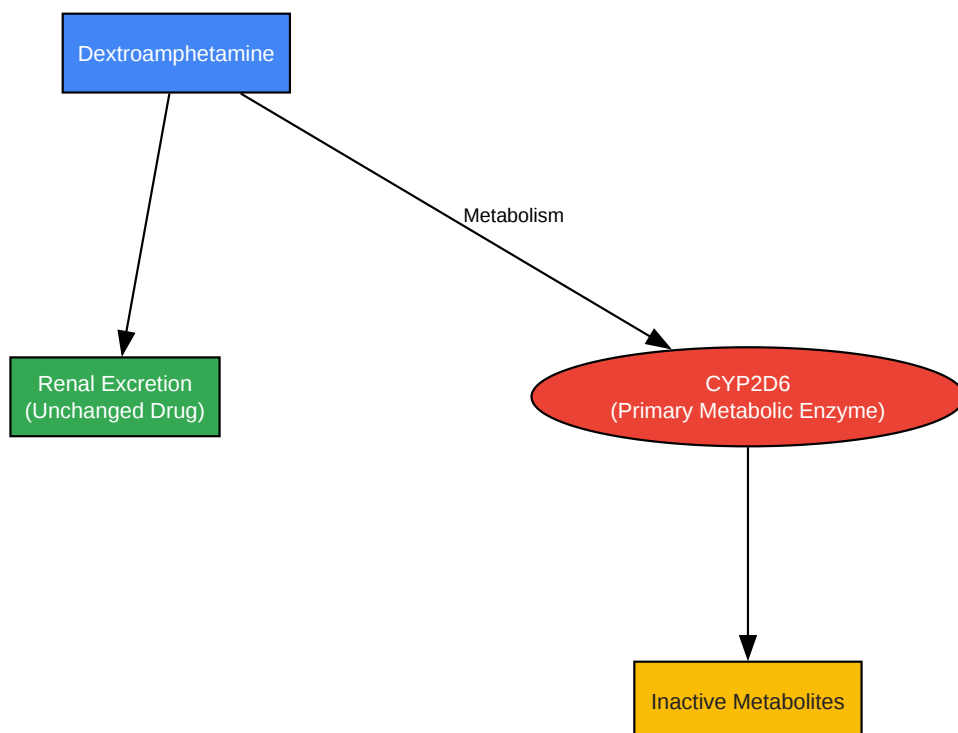 Dextroamphetamine
Metabolism
Renal Excretion
(Unchanged Drug)
CYP2D6
(Primary Metabolic Enzyme)
Inactive Metabolites